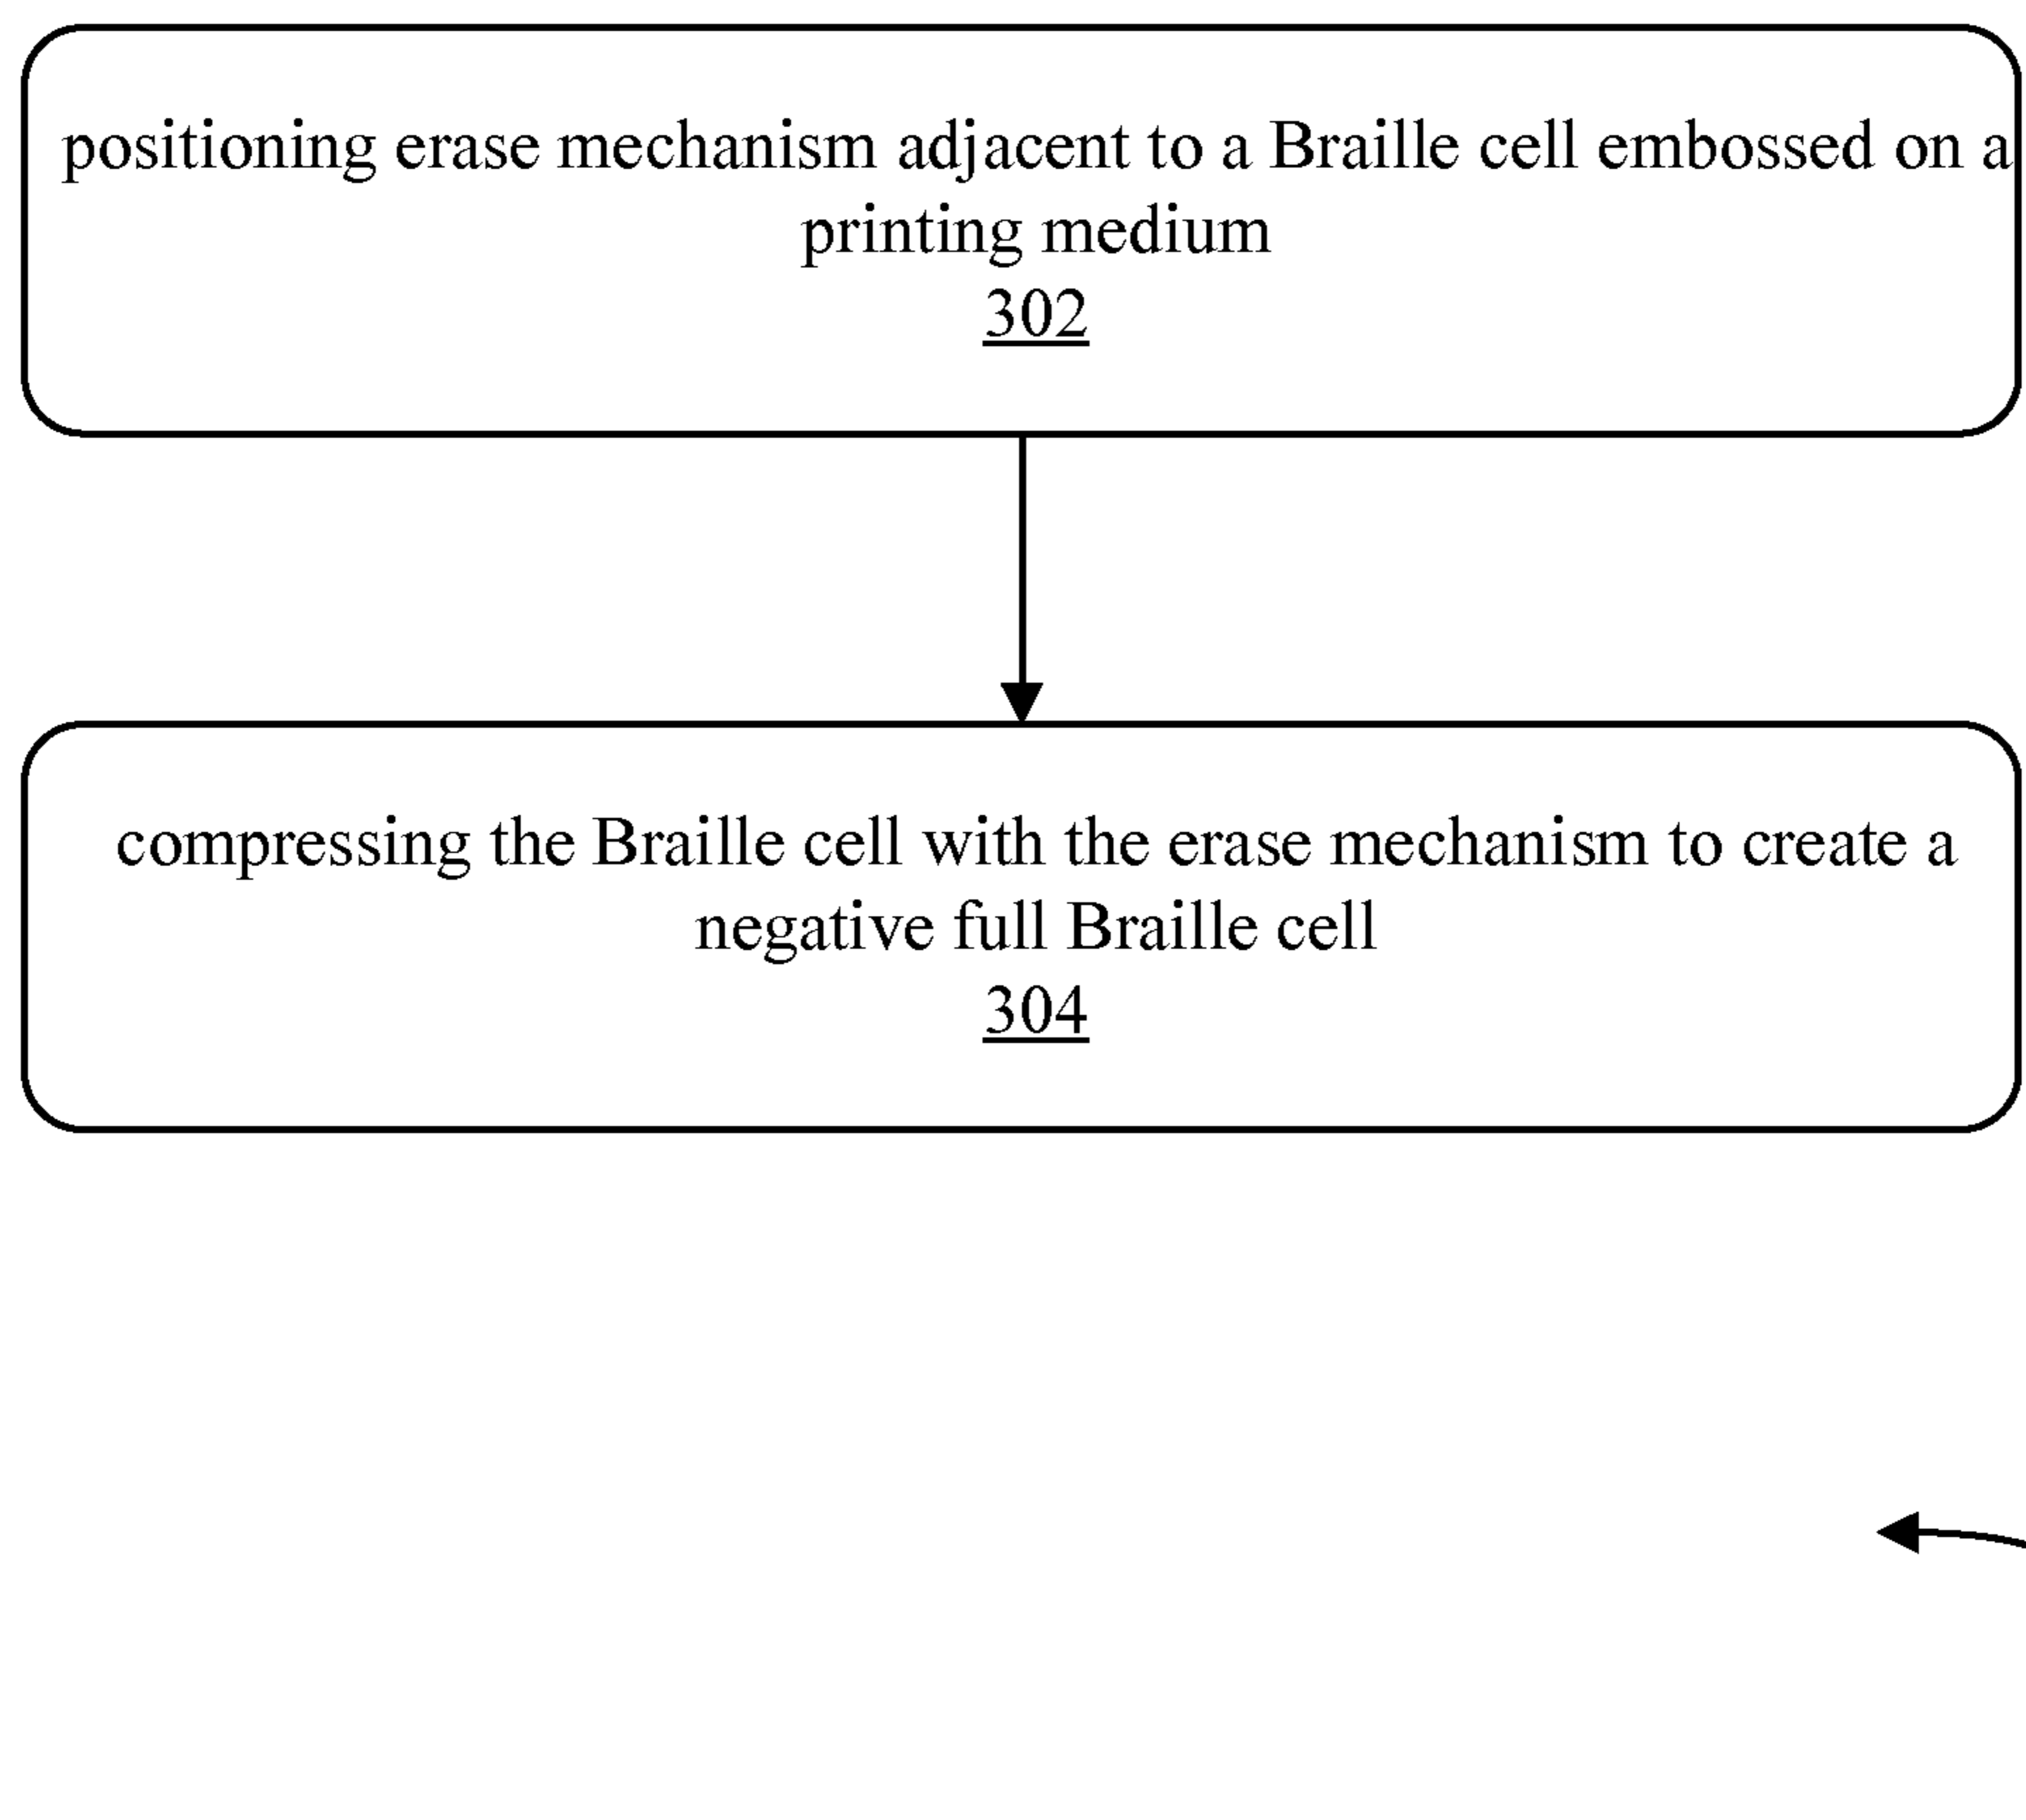 positioning erase mechanism adjacent to a Braille cell embossed on a
printing medium
302
compressing the Braille cell with the erase mechanism to create a
negative full Braille cell
304